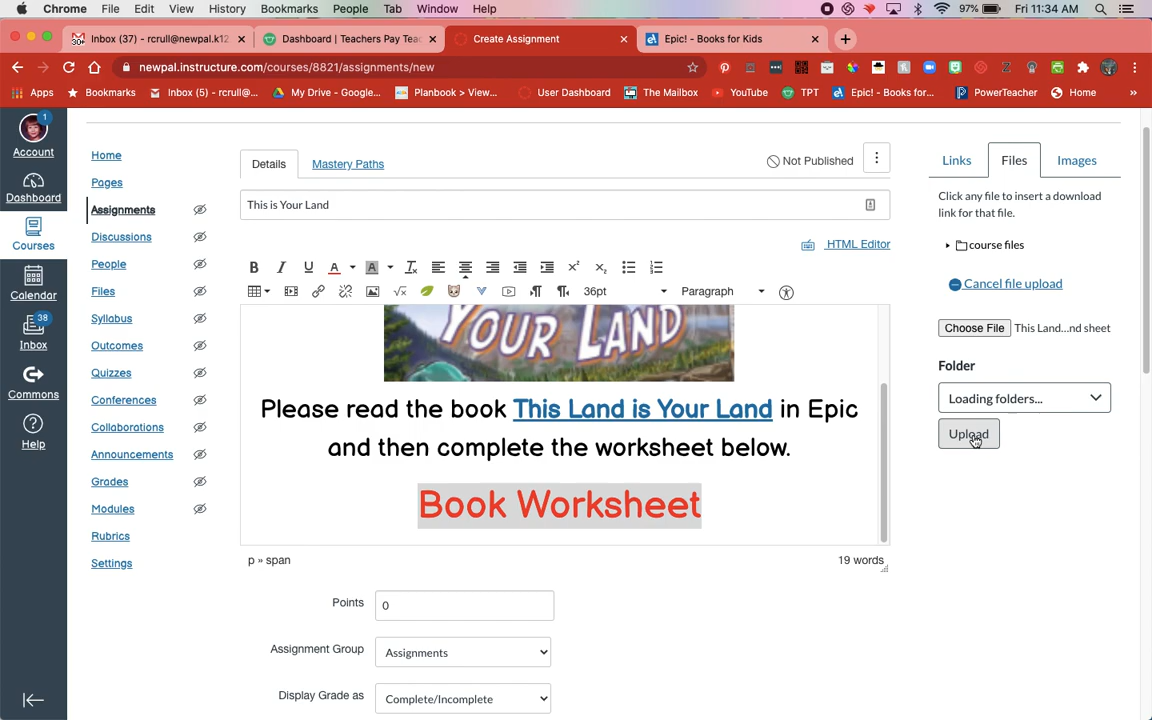 Chrome File Edit View History Bookmarks People Tab Window Help 97% Fri 11:34 AM
30+ Inbox (37) - rcrull@newpal.k12 Dashboard | Teachers Pay Teac Create Assignment Epic! - Books for Kids
newpal.instructure.com/courses/8821/assignments/new
Apps Bookmarks Inbox (5) - rcrull@... My Drive - Google... Planbook > View... User Dashboard The Mailbox YouTube TPT Epic! - Books for... PowerTeacher Home »
1
Account
Dashboard
Courses
Calendar
38
Inbox
Commons
Help
Home
Pages
Assignments
Discussions
People
Files
Syllabus
Outcomes
Quizzes
Conferences
Collaborations
Announcements
Grades
Modules
Rubrics
Settings
Details Mastery Paths Not Published
This is Your Land
HTML Editor
B I U A A
36pt Paragraph
YOUR LAND
Please read the book This Land is Your Land in Epic
and then complete the worksheet below.
Book Worksheet
p » span 19 words
Points 0
Assignment Group Assignments
Display Grade as Complete/Incomplete
Links Files Images
Click any file to insert a download
link for that file.
course files
Cancel file upload
Choose File This Land...nd sheet
Folder
Loading folders...
Upload